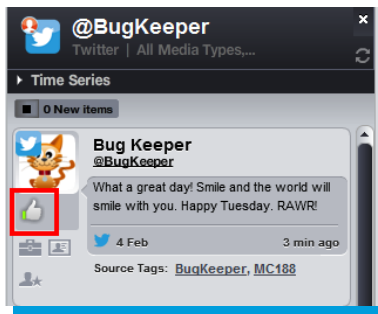 @BugKeeper
Twitter | All Media Types,...
Time Series
0 New items
Bug Keeper
@BugKeeper
What a great day! Smile and the world will
smile with you. Happy Tuesday. RAWR!
4 Feb 3 min ago
Source Tags: BugKeeper, MC188